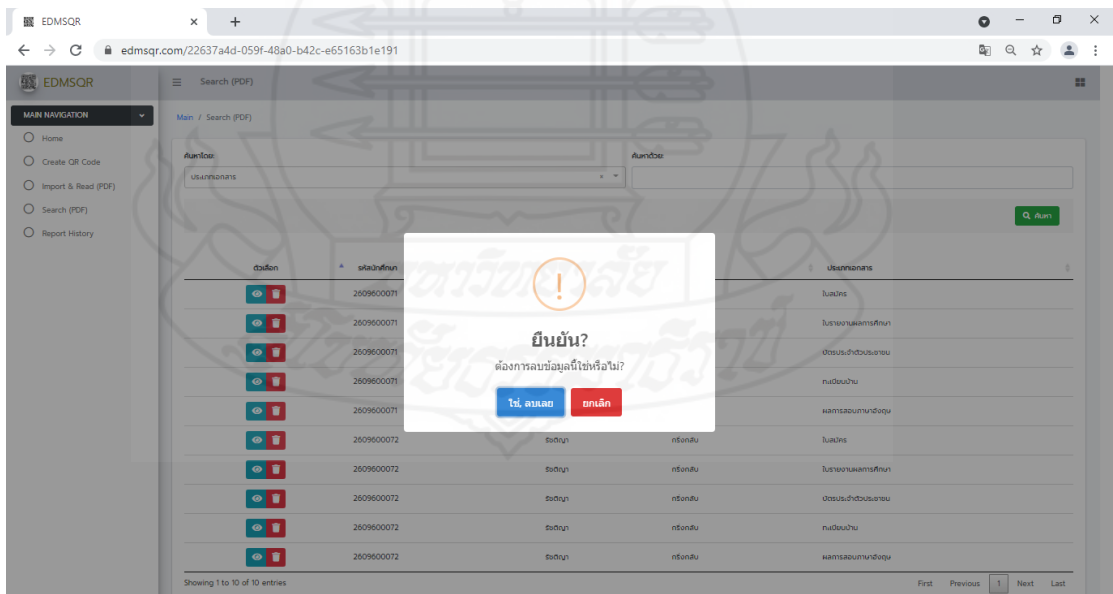 EDMSQR
edmsqr.com/22637a4d-059f-48a0-b42c-e65163b1e191
EDMSQR
Search (PDF)
MAIN NAVIGATION
Home
Create QR Code
Import & Read (PDF)
Search (PDF)
Report History
Main / Search (PDF)
ค้นหาโดย: ค้นหาด้วย:
ประเภทเอกสาร
ค้นหา
ตัวเลือก รหัสนักศึกษา ประเภทเอกสาร
2609600071 ใบสมัคร
2609600071 ใบรายงานผลการศึกษา
2609600071 บัตรประจำตัวประชาชน
2609600071 ทะเบียนบ้าน
2609600071 ผลการสอบภาษาอังกฤษ
2609600072 ใบสมัคร
2609600072 ใบรายงานผลการศึกษา
2609600072 บัตรประจำตัวประชาชน
2609600072 ทะเบียนบ้าน
2609600072 ผลการสอบภาษาอังกฤษ
ยืนยัน?
ต้องการลบข้อมูลนี้ใช่หรือไม่?
ใช่, ลบเลย ยกเลิก
Showing 1 to 10 of 10 entries
First Previous 1 Next Last